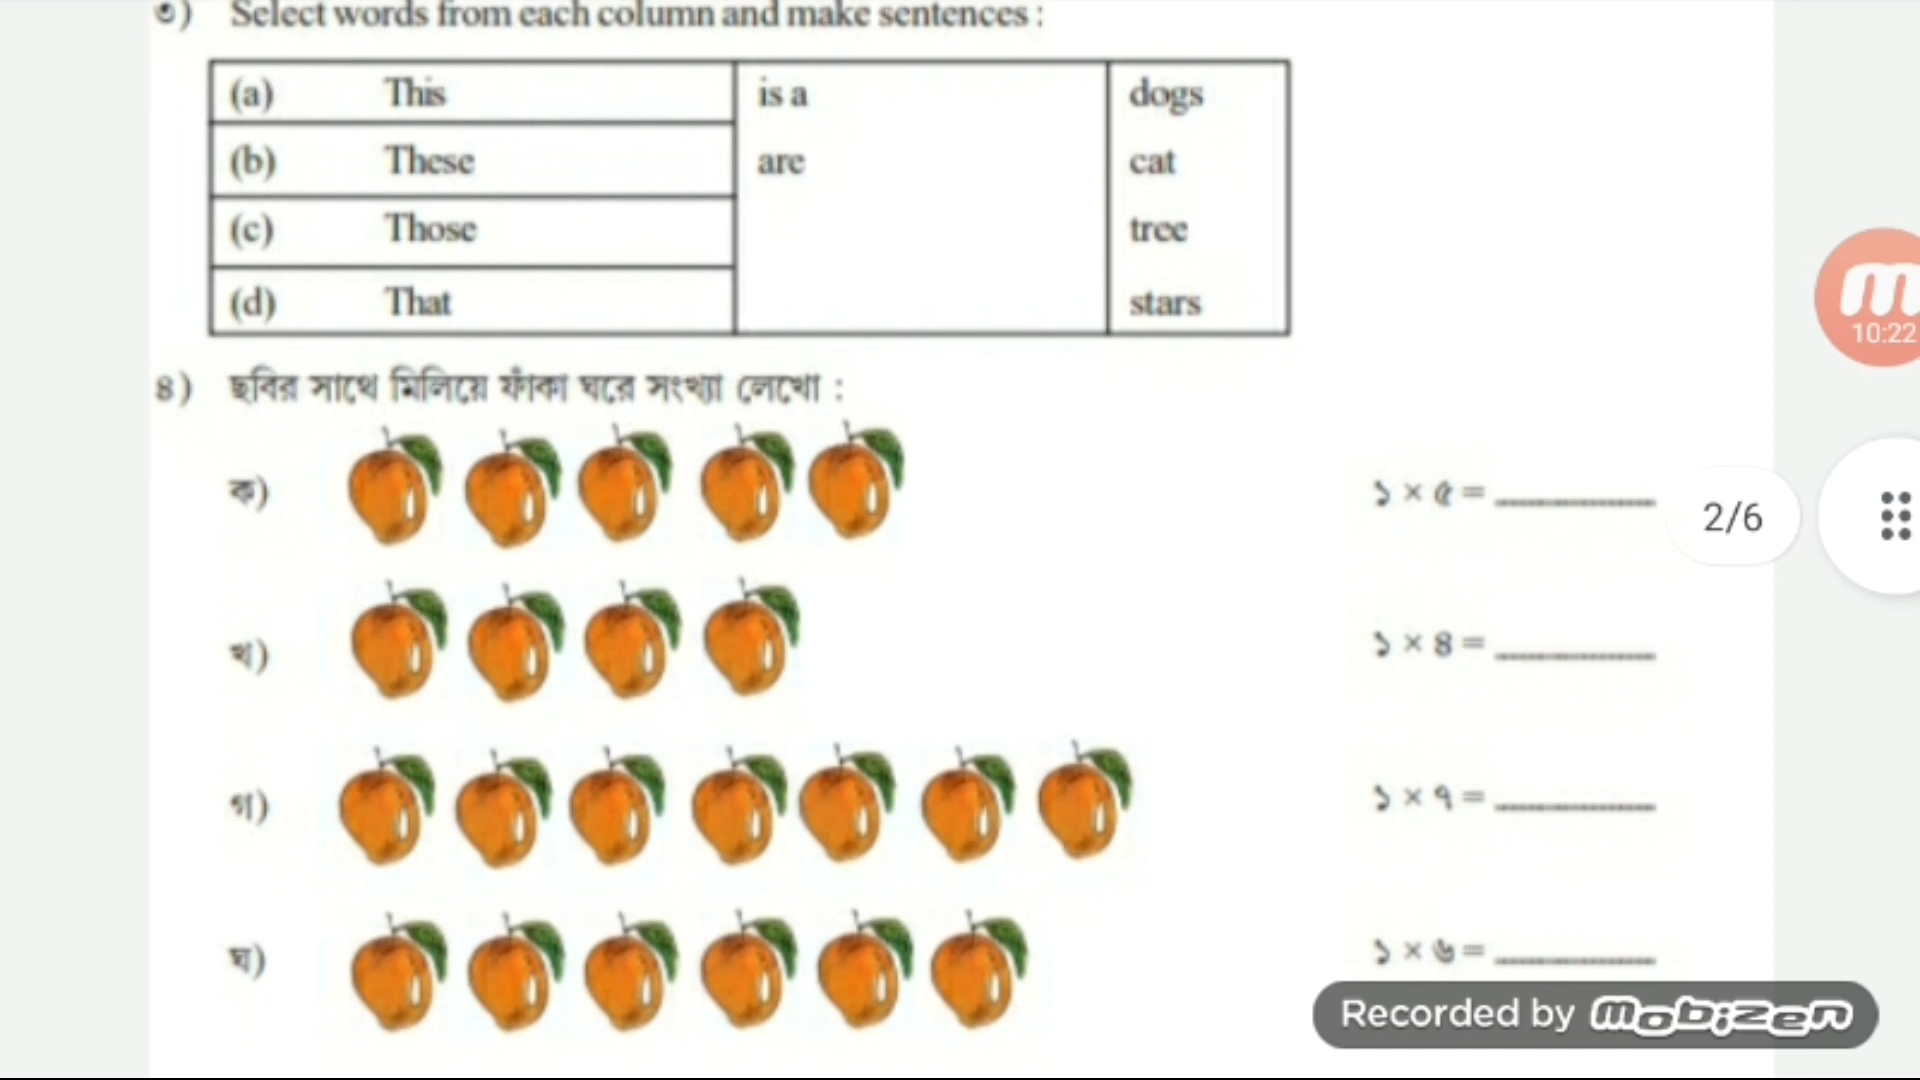 ৩) Select words from each column and make sentences :
(a) This is a dogs
(b) These are cat
(c) Those tree
(d) That stars
৪) ছবির সাথে মিলিয়ে ফাঁকা ঘরে সংখ্যা লেখো :
ক) ১ × ৫ =
খ) ১ × ৪ =
গ) ১ × ৭ =
ঘ) ১ × ৬ =
10:22
2/6
Recorded by mobizen